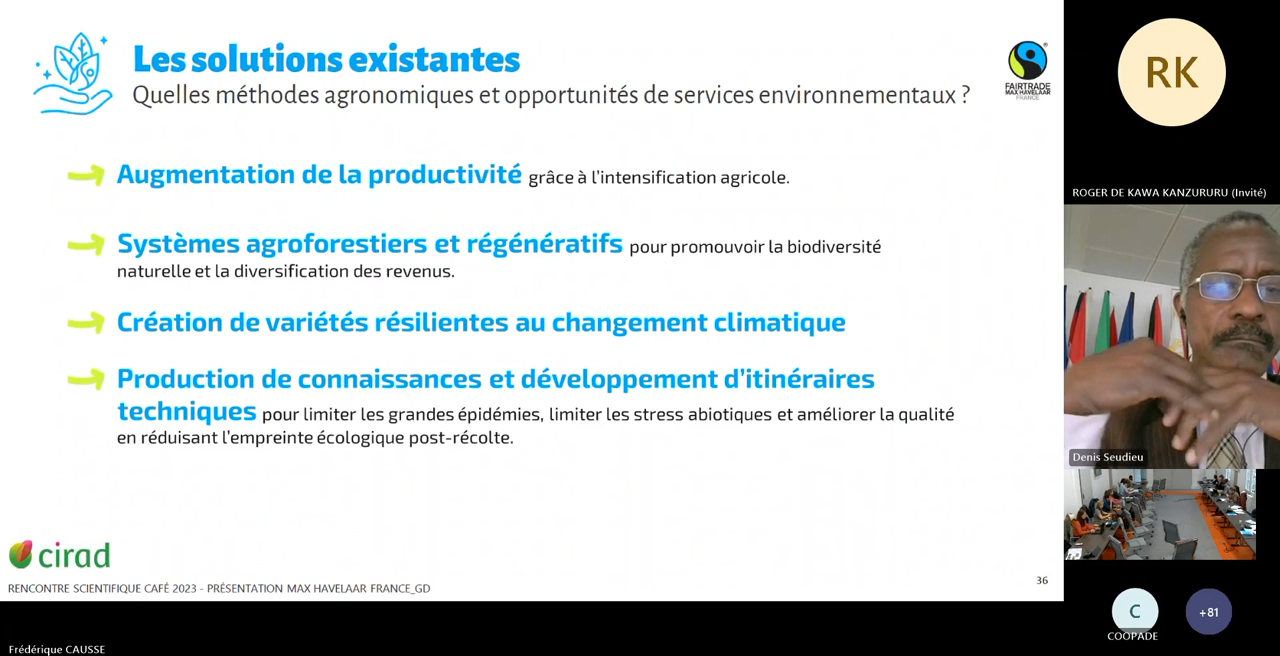 Les solutions existantes
Quelles méthodes agronomiques et opportunités de services environnementaux ?
FAIRTRADE
MAX HAVELAAR
FRANCE
Augmentation de la productivité grâce à l'intensification agricole.
Systèmes agroforestiers et régénératifs pour promouvoir la biodiversité
naturelle et la diversification des revenus.
Création de variétés résilientes au changement climatique
Production de connaissances et développement d'itinéraires
techniques pour limiter les grandes épidémies, limiter les stress abiotiques et améliorer la qualité
en réduisant l'empreinte écologique post-récolte.
cirad
RENCONTRE SCIENTIFIQUE CAFÉ 2023 - PRÉSENTATION MAX HAVELAAR FRANCE_GD
36
Frédérique CAUSSE
RK
ROGER DE KAWA KANZURURU (Invité)
Denis Seudieu
C
COOPADE
+81